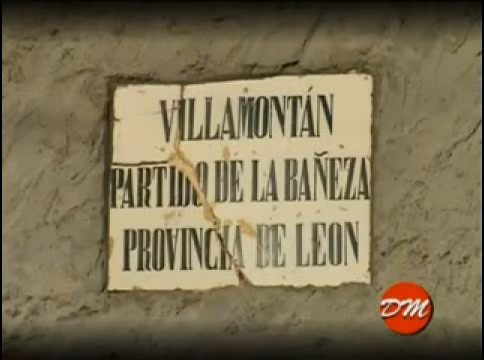 VILLAMONTÁN
PARTIDO DE LA BAÑEZA
PROVINCIA DE LEON
DM